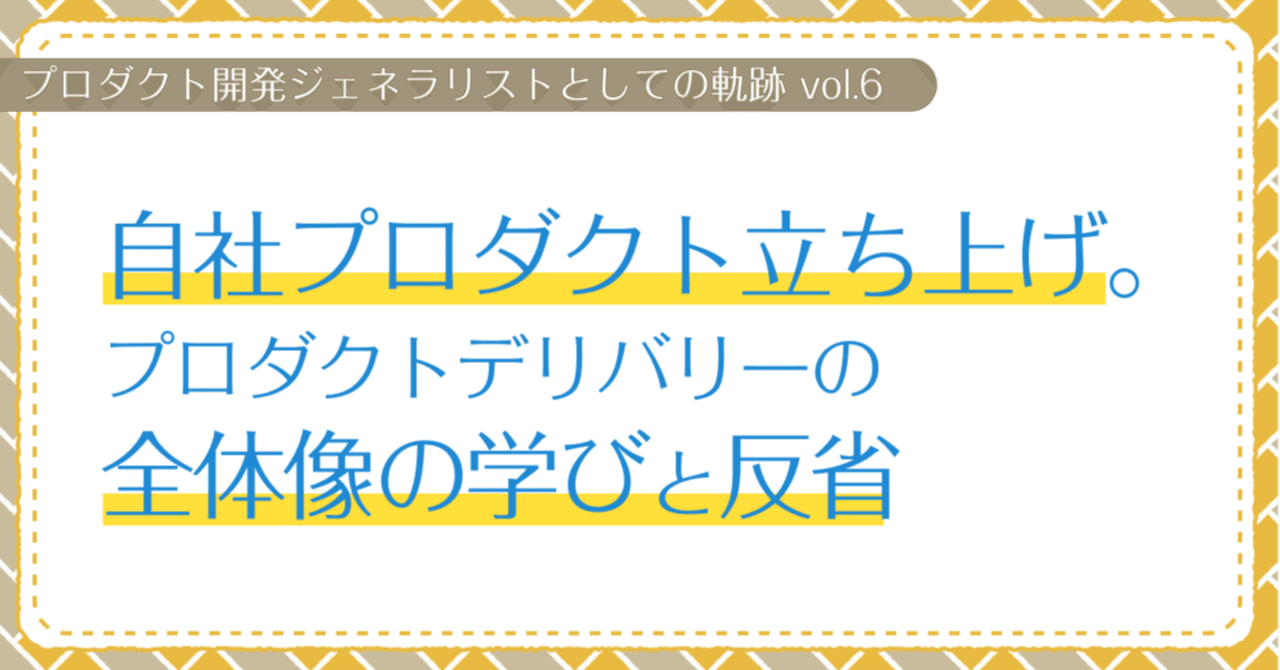 プロダクト開発ジェネラリストとしての軌跡 vol.6
自社プロダクト立ち上げ。
プロダクトデリバリーの
全体像の学びと反省